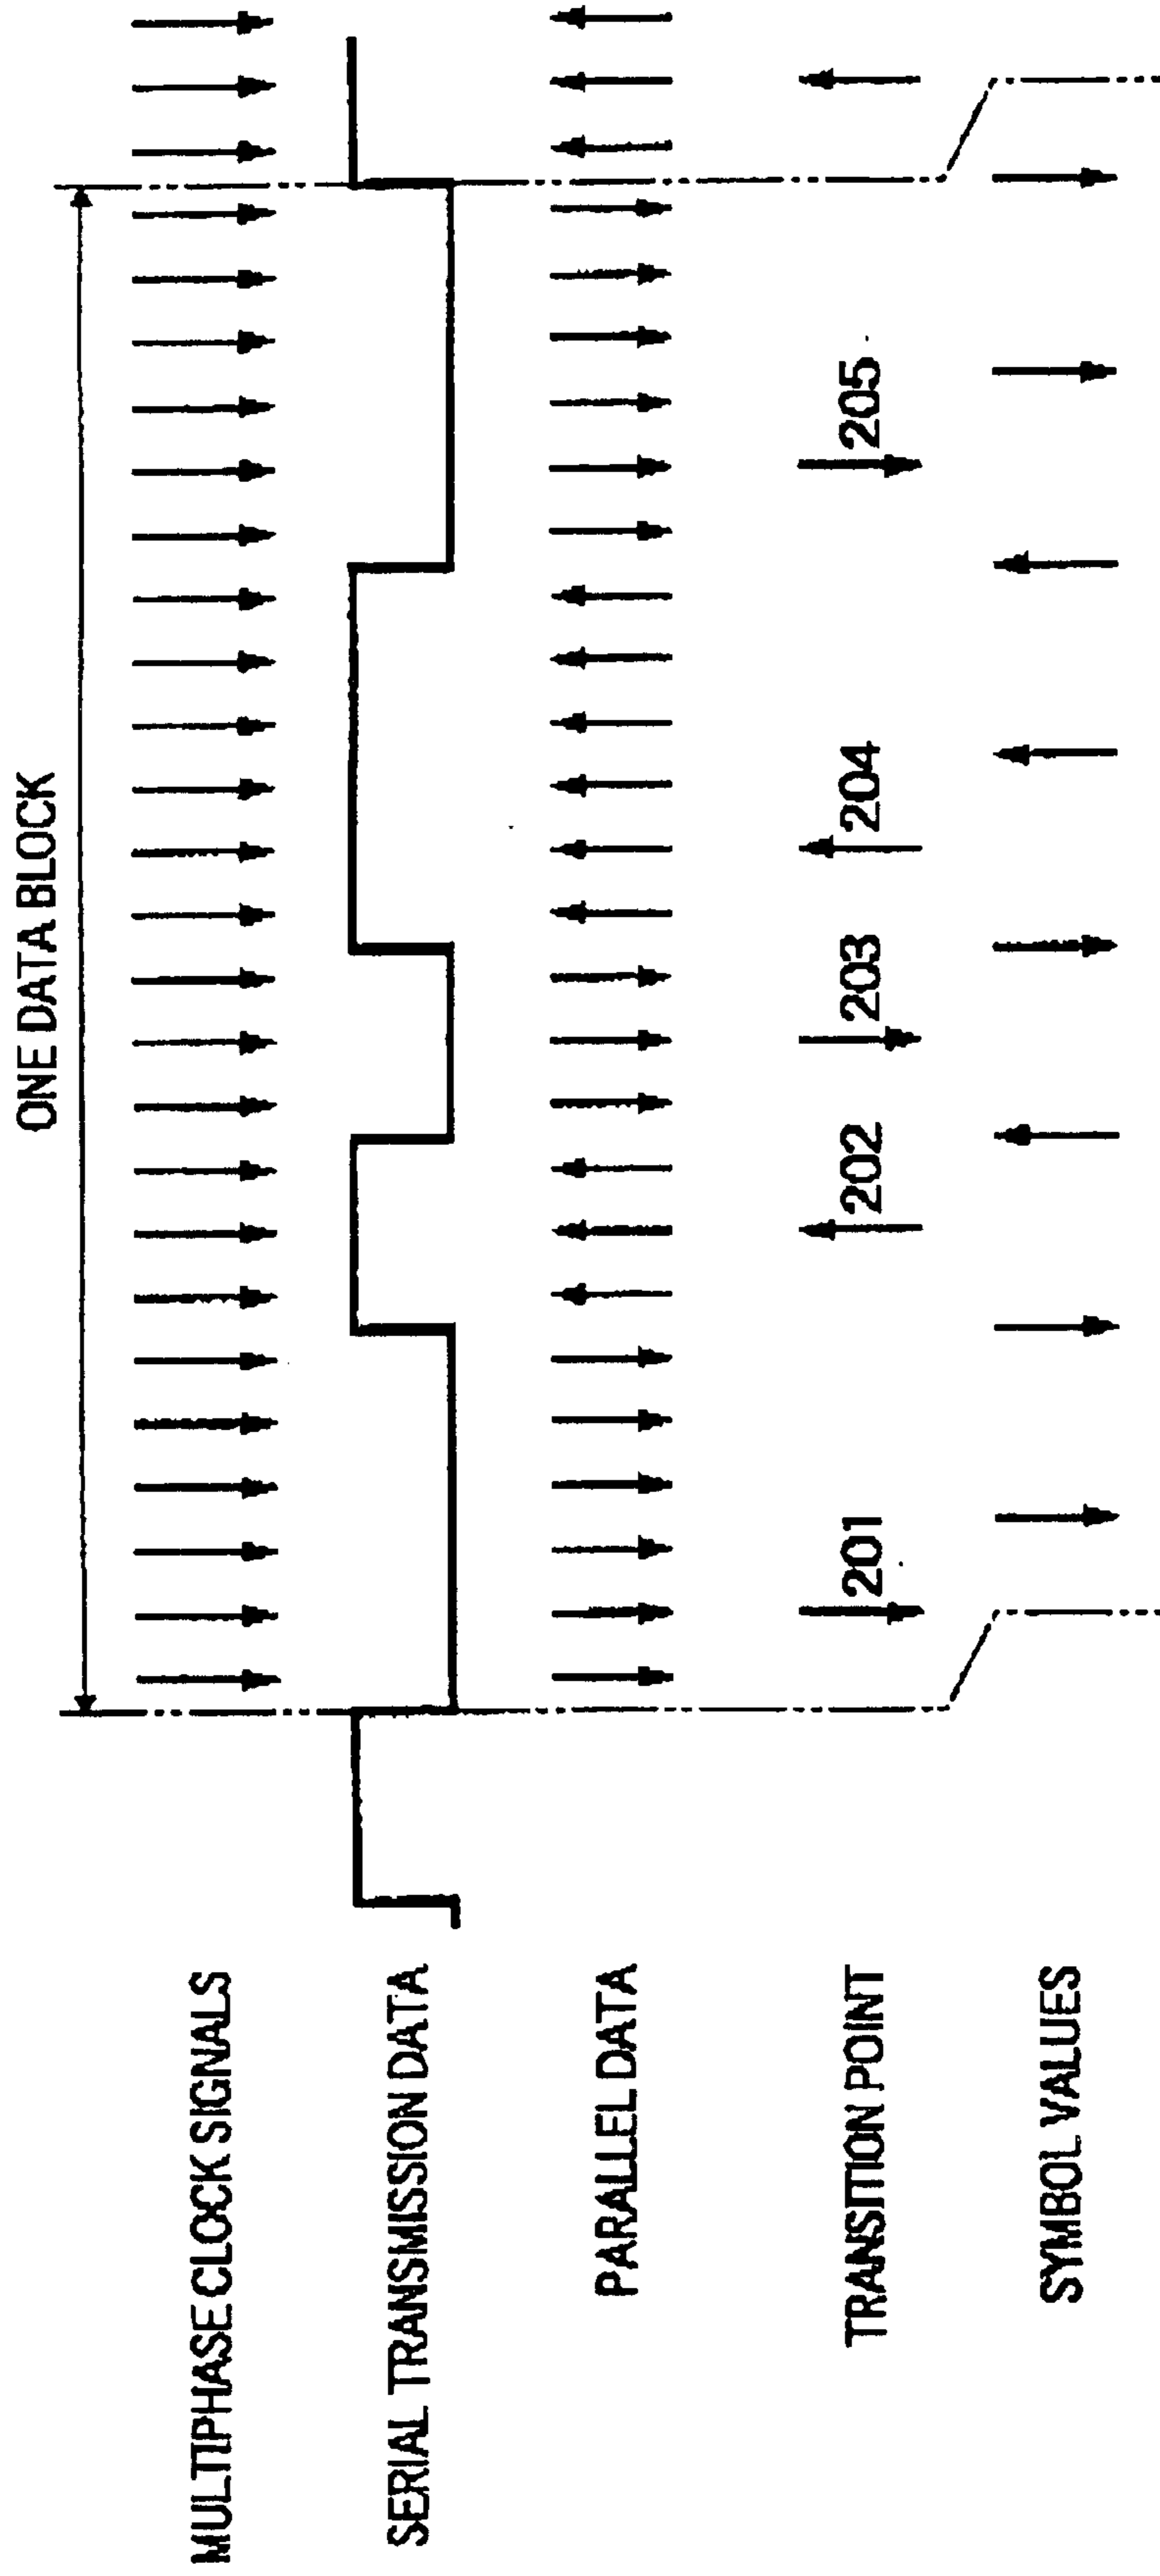 ONE DATA BLOCK
MULTIPHASE CLOCK SIGNALS
SERIAL TRANSMISSION DATA
PARALLEL DATA
TRANSITION POINT
201
202
203
204
205
SYMBOL VALUES